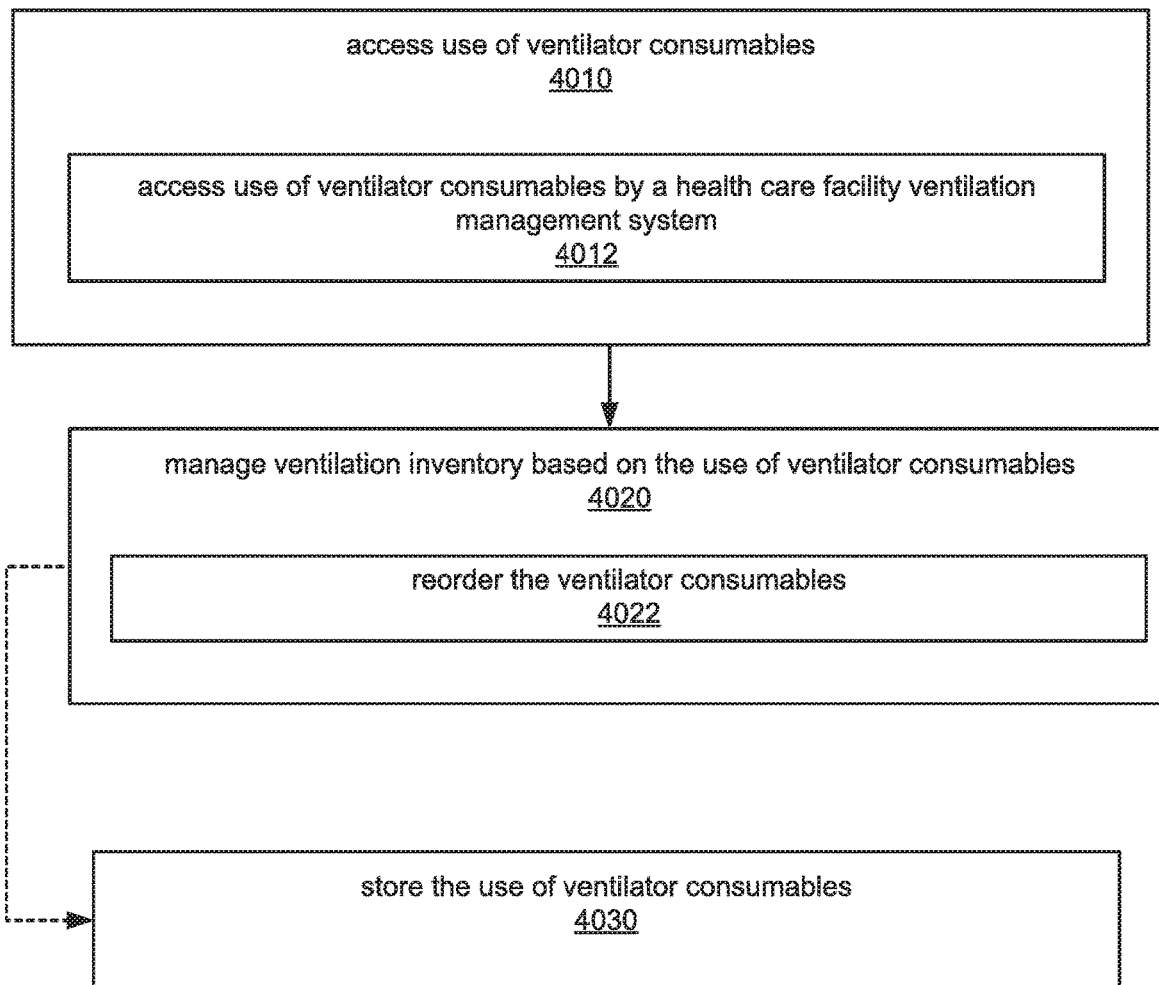 access use of ventilator consumables
4010
access use of ventilator consumables by a health care facility ventilation
management system
4012
manage ventilation inventory based on the use of ventilator consumables
4020
reorder the ventilator consumables
4022
store the use of ventilator consumables
4030